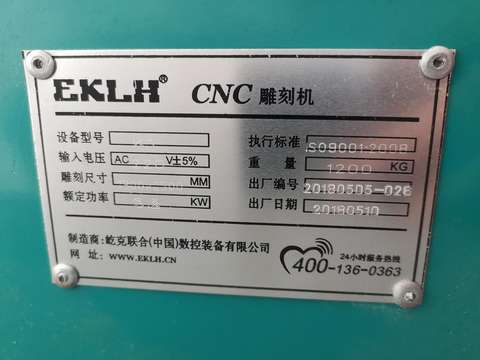 EKLH® CNC 雕刻机
设备型号 执行标准 ISO9001:2008
输入电压 AC V±5% 重量 1200 KG
雕刻尺寸 MM 出厂编号 20180505-026
额定功率 KW 出厂日期 20180510
制造商:屹克联合(中国)数控装备有限公司
网址: WWW.EKLH.CN
24小时服务热线
400-136-0363